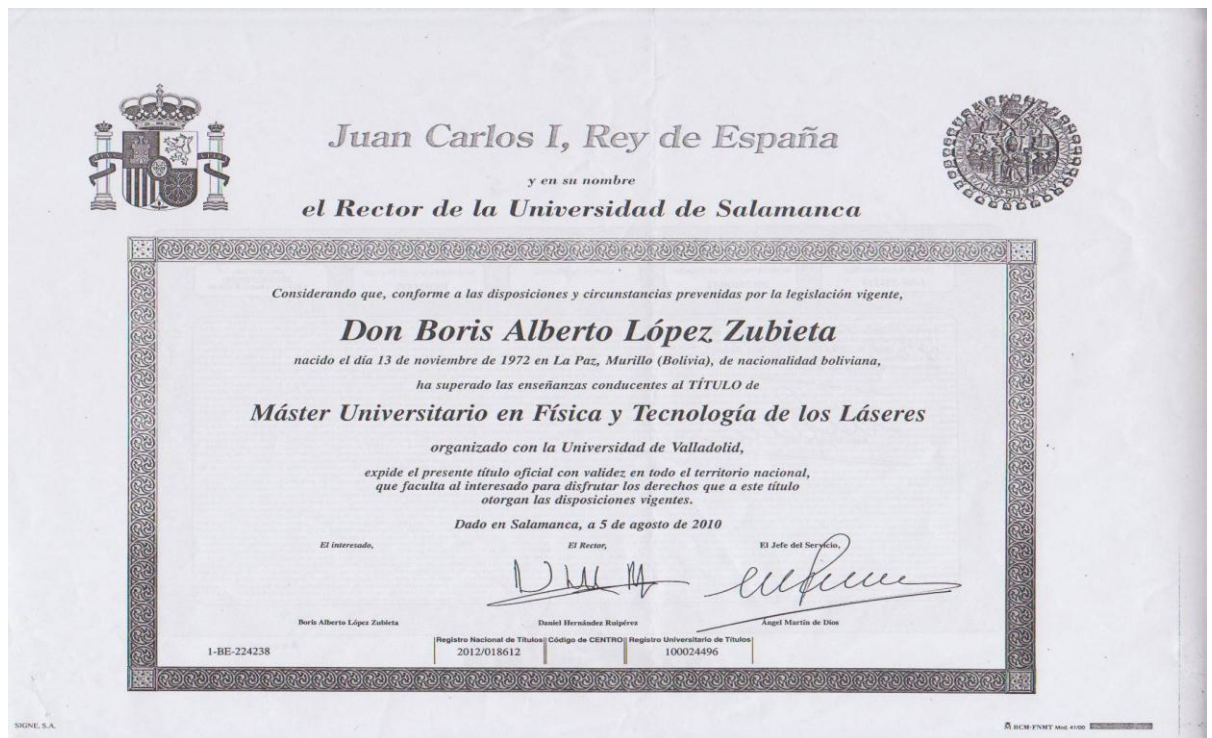 Juan Carlos I, Rey de España
y en su nombre
el Rector de la Universidad de Salamanca
Considerando que, conforme a las disposiciones y circunstancias prevenidas por la legislación vigente,
Don Boris Alberto López Zubieta
nacido el día 13 de noviembre de 1972 en La Paz, Murillo (Bolivia), de nacionalidad boliviana,
ha superado las enseñanzas conducentes al TÍTULO de
Máster Universitario en Física y Tecnología de los Láseres
organizado con la Universidad de Valladolid,
expide el presente título oficial con validez en todo el territorio nacional,
que faculta al interesado para disfrutar los derechos que a este título
otorgan las disposiciones vigentes.
Dado en Salamanca, a 5 de agosto de 2010
El interesado, El Rector, El Jefe del Servicio,
Boris Alberto López Zubieta Daniel Hernández Ruipérez Ángel Martín de Dios
Registro Nacional de Títulos Código de CENTRO Registro Universitario de Títulos
1-BE-224238 2012/018612 100024496
SIGNE, S.A. RCM-FNMT Mod. 41/00